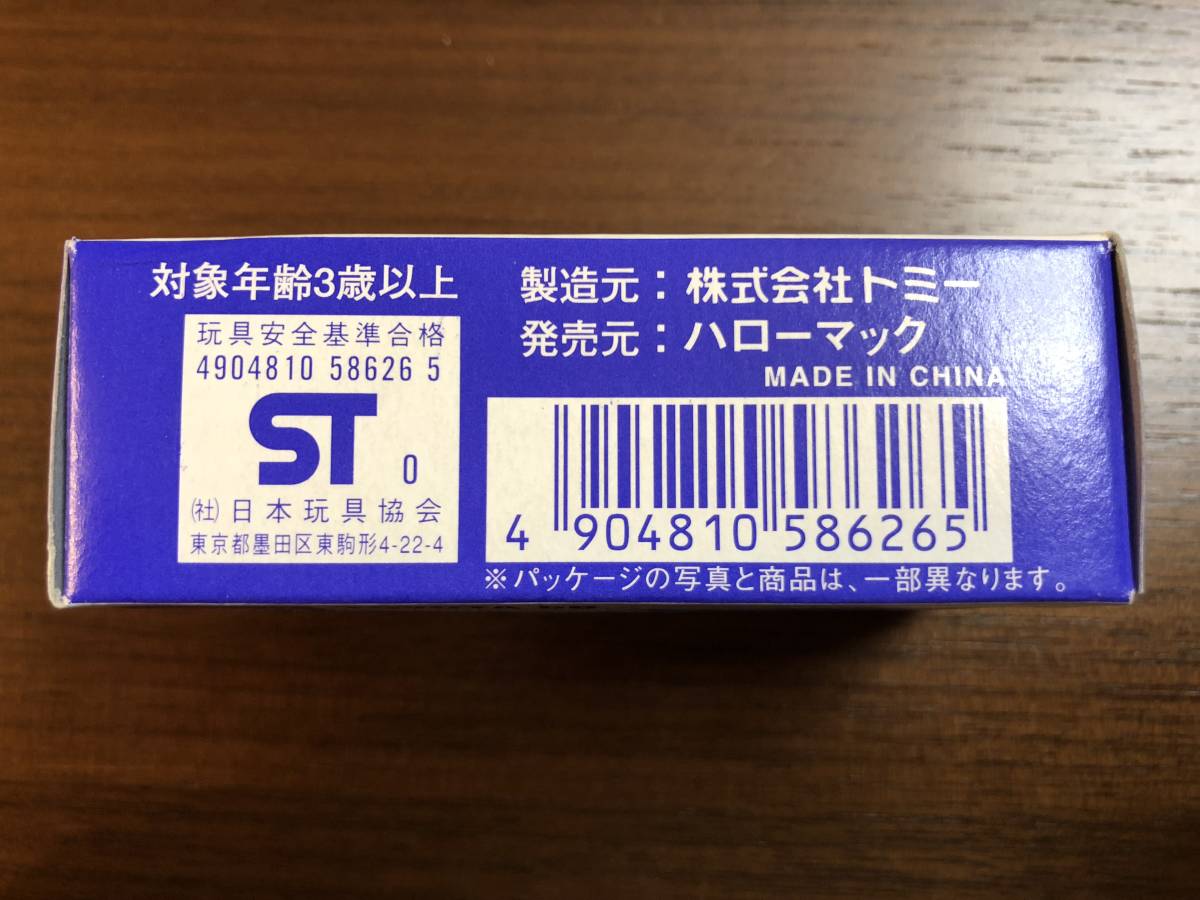 対象年齢3歳以上
玩具安全基準合格
4904810 58626 5
ST
0
(社)日本玩具協会
東京都墨田区東駒形4-22-4
製造元:株式会社トミー
発売元:ハローマック
MADE IN CHINA
4 904810 586265
※パッケージの写真と商品は、一部異なります。